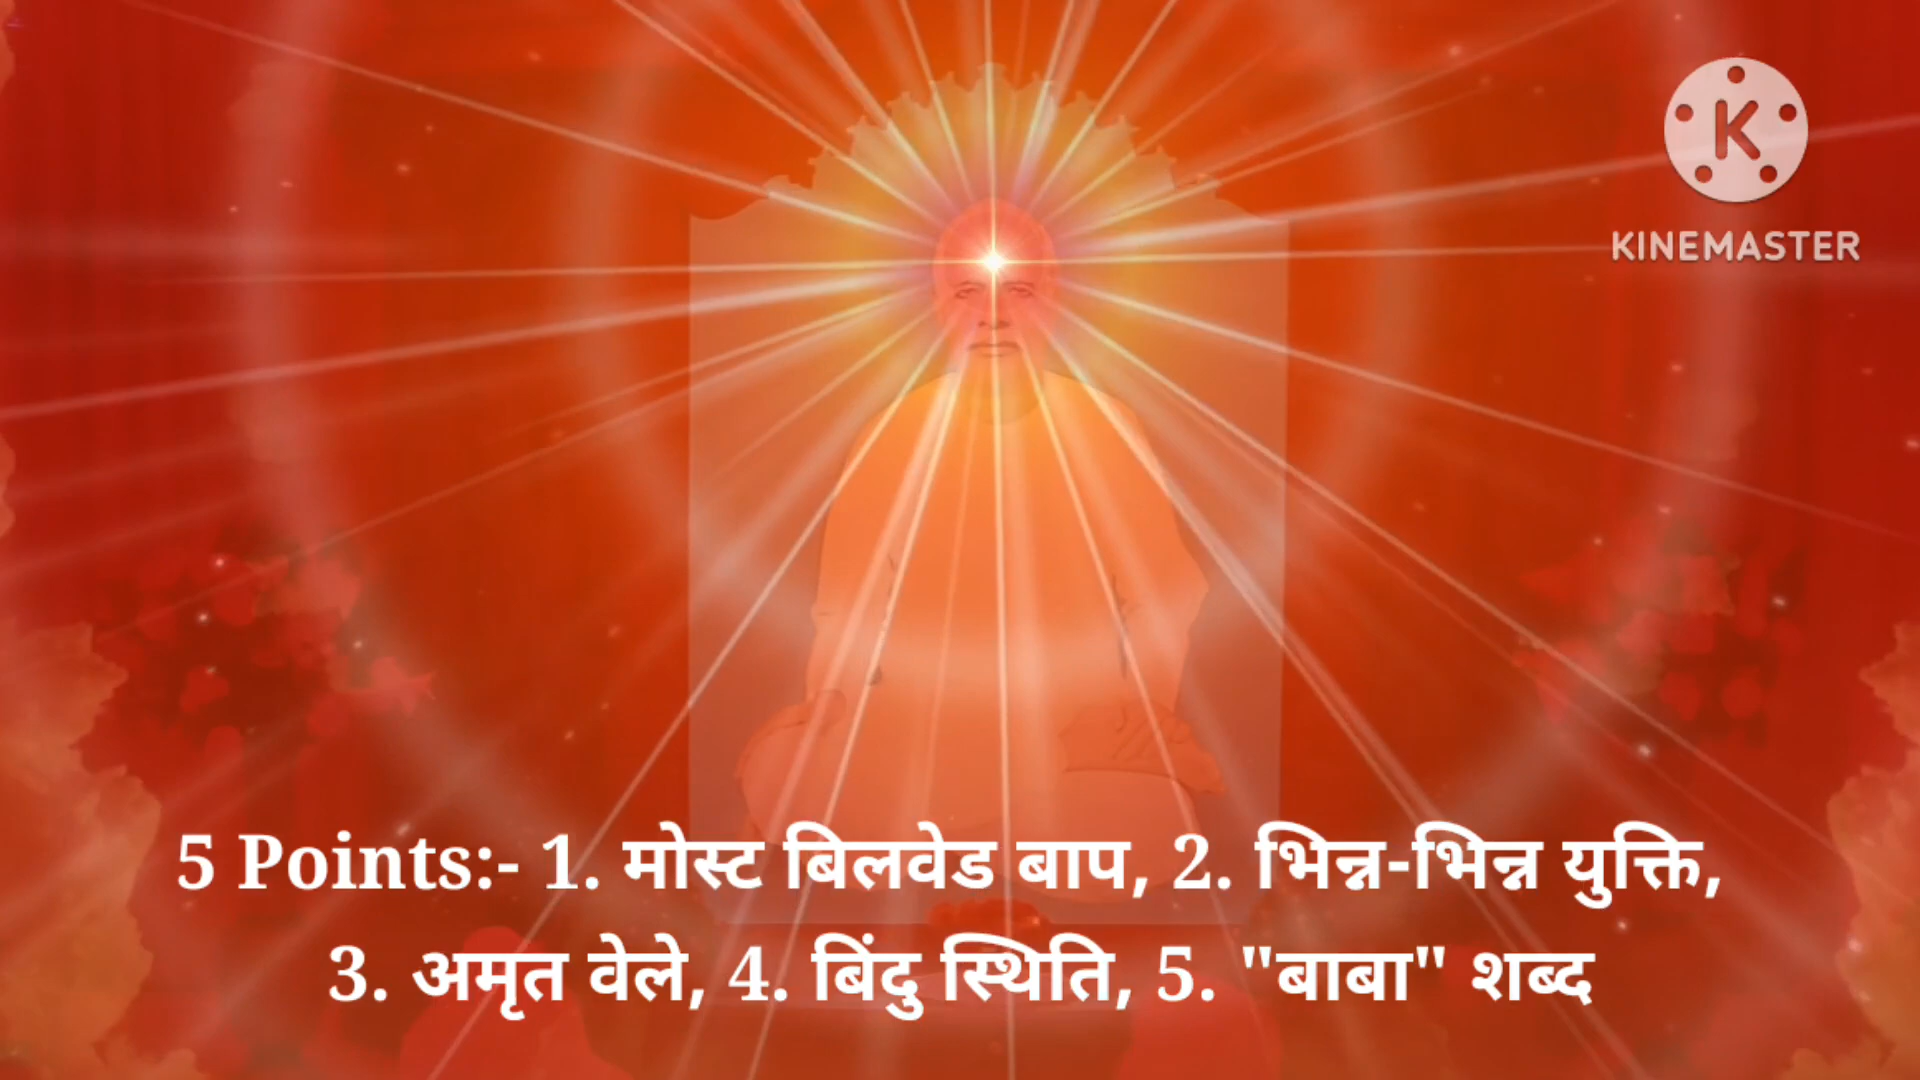 K
KINEMASTER
5 Points:- 1. मोस्ट बिलवेड बाप, 2. भिन्न-भिन्न युक्ति,
3. अमृत वेले, 4. बिंदु स्थिति, 5. "बाबा" शब्द